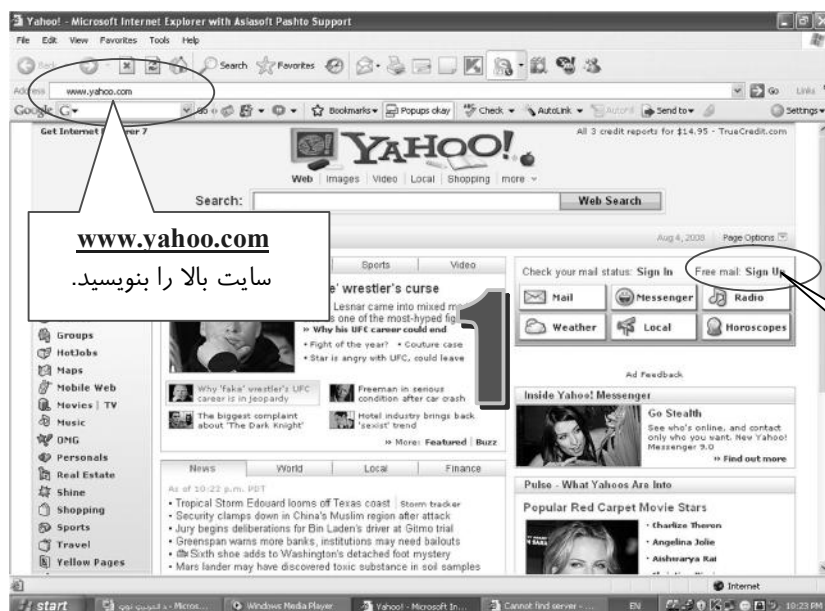 Yahoo! - Microsoft Internet Explorer with Asiasoft Pashto Support
File Edit View Favorites Tools Help
Search Favorites
Address www.yahoo.com Go Links
Google G Go Bookmarks Popups okay Check AutoLink AutoFill Send to Settings
Get Internet Explorer 7
YAHOO!
All 3 credit reports for $14.95 - TrueCredit.com
Web Images Video Local Shopping more
Search: Web Search
www.yahoo.com
سایت بالا را بنویسید.
Aug 4, 2008 Page Options
Sports Video
' wrestler's curse
Lesnar came into mixed
one of the most-hyped
» Why his UFC career could end
• Fight of the year? • Couture case
• Star is angry with UFC, could leave
Why 'fake' wrestler's UFC
career is in jeopardy
Freeman in serious
condition after car crash
The biggest complaint
about 'The Dark Knight'
Hotel industry brings back
'sexist' trend
» More: Featured Buzz
1
News World Local Finance
As of 10:22 p.m. PDT
• Tropical Storm Edouard looms off Texas coast Storm tracker
• Security clamps down in China's Muslim region after attack
• Jury begins deliberations for Bin Laden's driver at Gitmo trial
• Greenspan warns more banks, institutions may need bailouts
• Sixth shoe adds to Washington's detached foot mystery
• Mars lander may have discovered toxic substance in soil samples
Groups
HotJobs
Maps
Mobile Web
Movies | TV
Music
OMG
Personals
Real Estate
Shine
Shopping
Sports
Travel
Yellow Pages
Check your mail status: Sign In Free mail: Sign Up
Mail Messenger Radio
Weather Local Horoscopes
Ad Feedback
Inside Yahoo! Messenger
Go Stealth
See who's online, and contact
only who you want. New Yahoo!
Messenger 9.0
» Find out more
Pulse - What Yahoos Are Into
Popular Red Carpet Movie Stars
• Charlize Theron
• Angelina Jolie
• Aishwarya Rai
Internet
start Micros... Windows Media Player Yahoo! - Microsoft In... Cannot find server - ... EN 10:23 PM